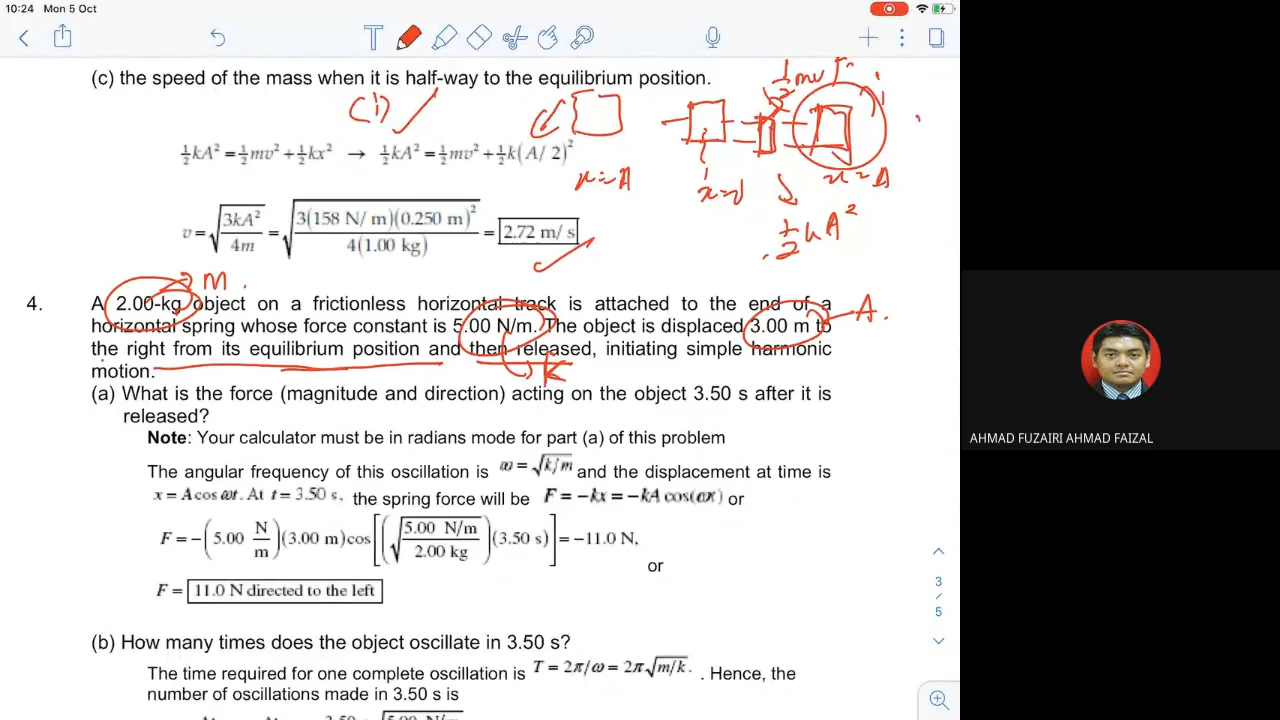 10:24 Mon 5 Oct
(c) the speed of the mass when it is half-way to the equilibrium position.
½mv²
(i)
½kA² = ½mv² + ½kx² → ½kA² = ½mv² + ½k(A/2)²
x=A
x=0
x=A
½kA²
v = √(3kA²/4m) = √(3(158 N/m)(0.250 m)²/4(1.00 kg)) = 2.72 m/s
m.
4. A 2.00-kg object on a frictionless horizontal track is attached to the end of a
horizontal spring whose force constant is 5.00 N/m. The object is displaced 3.00 m to
A.
the right from its equilibrium position and then released, initiating simple harmonic
motion.
K
(a) What is the force (magnitude and direction) acting on the object 3.50 s after it is
released?
Note: Your calculator must be in radians mode for part (a) of this problem
The angular frequency of this oscillation is ω = √k/m and the displacement at time is
x = A cos ωt. At t = 3.50 s, the spring force will be F = −kx = −kA cos(ωt) or
F = −(5.00 N/m)(3.00 m)cos[(√(5.00 N/m/2.00 kg))(3.50 s)] = −11.0 N,
or
F = 11.0 N directed to the left
(b) How many times does the object oscillate in 3.50 s?
The time required for one complete oscillation is T = 2π/ω = 2π√m/k. . Hence, the
number of oscillations made in 3.50 s is
5.00 N/m
3
/
5
AHMAD FUZAIRI AHMAD FAIZAL